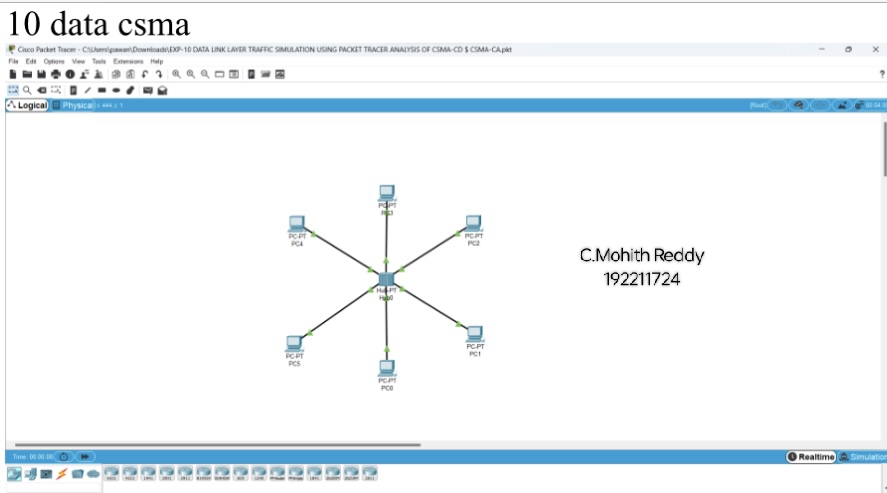 10 data csma
Cisco Packet Tracer - C:\Users\pawan\Downloads\EXP-10 DATA LINK LAYER TRAFFIC SIMULATION USING PACKET TRACER ANALYSIS OF CSMA-CD $ CSMA-CA.pkt
File Edit Options View Tools Extensions Help
?
Logical Physical
[Root]
PC-PT
PC3
PC-PT
PC4
PC-PT
PC2
C.Mohith Reddy
192211724
Hub-PT
Hub0
PC-PT
PC1
PC-PT
PC5
PC-PT
PC0
Time: 00:00:00
Realtime Simulation